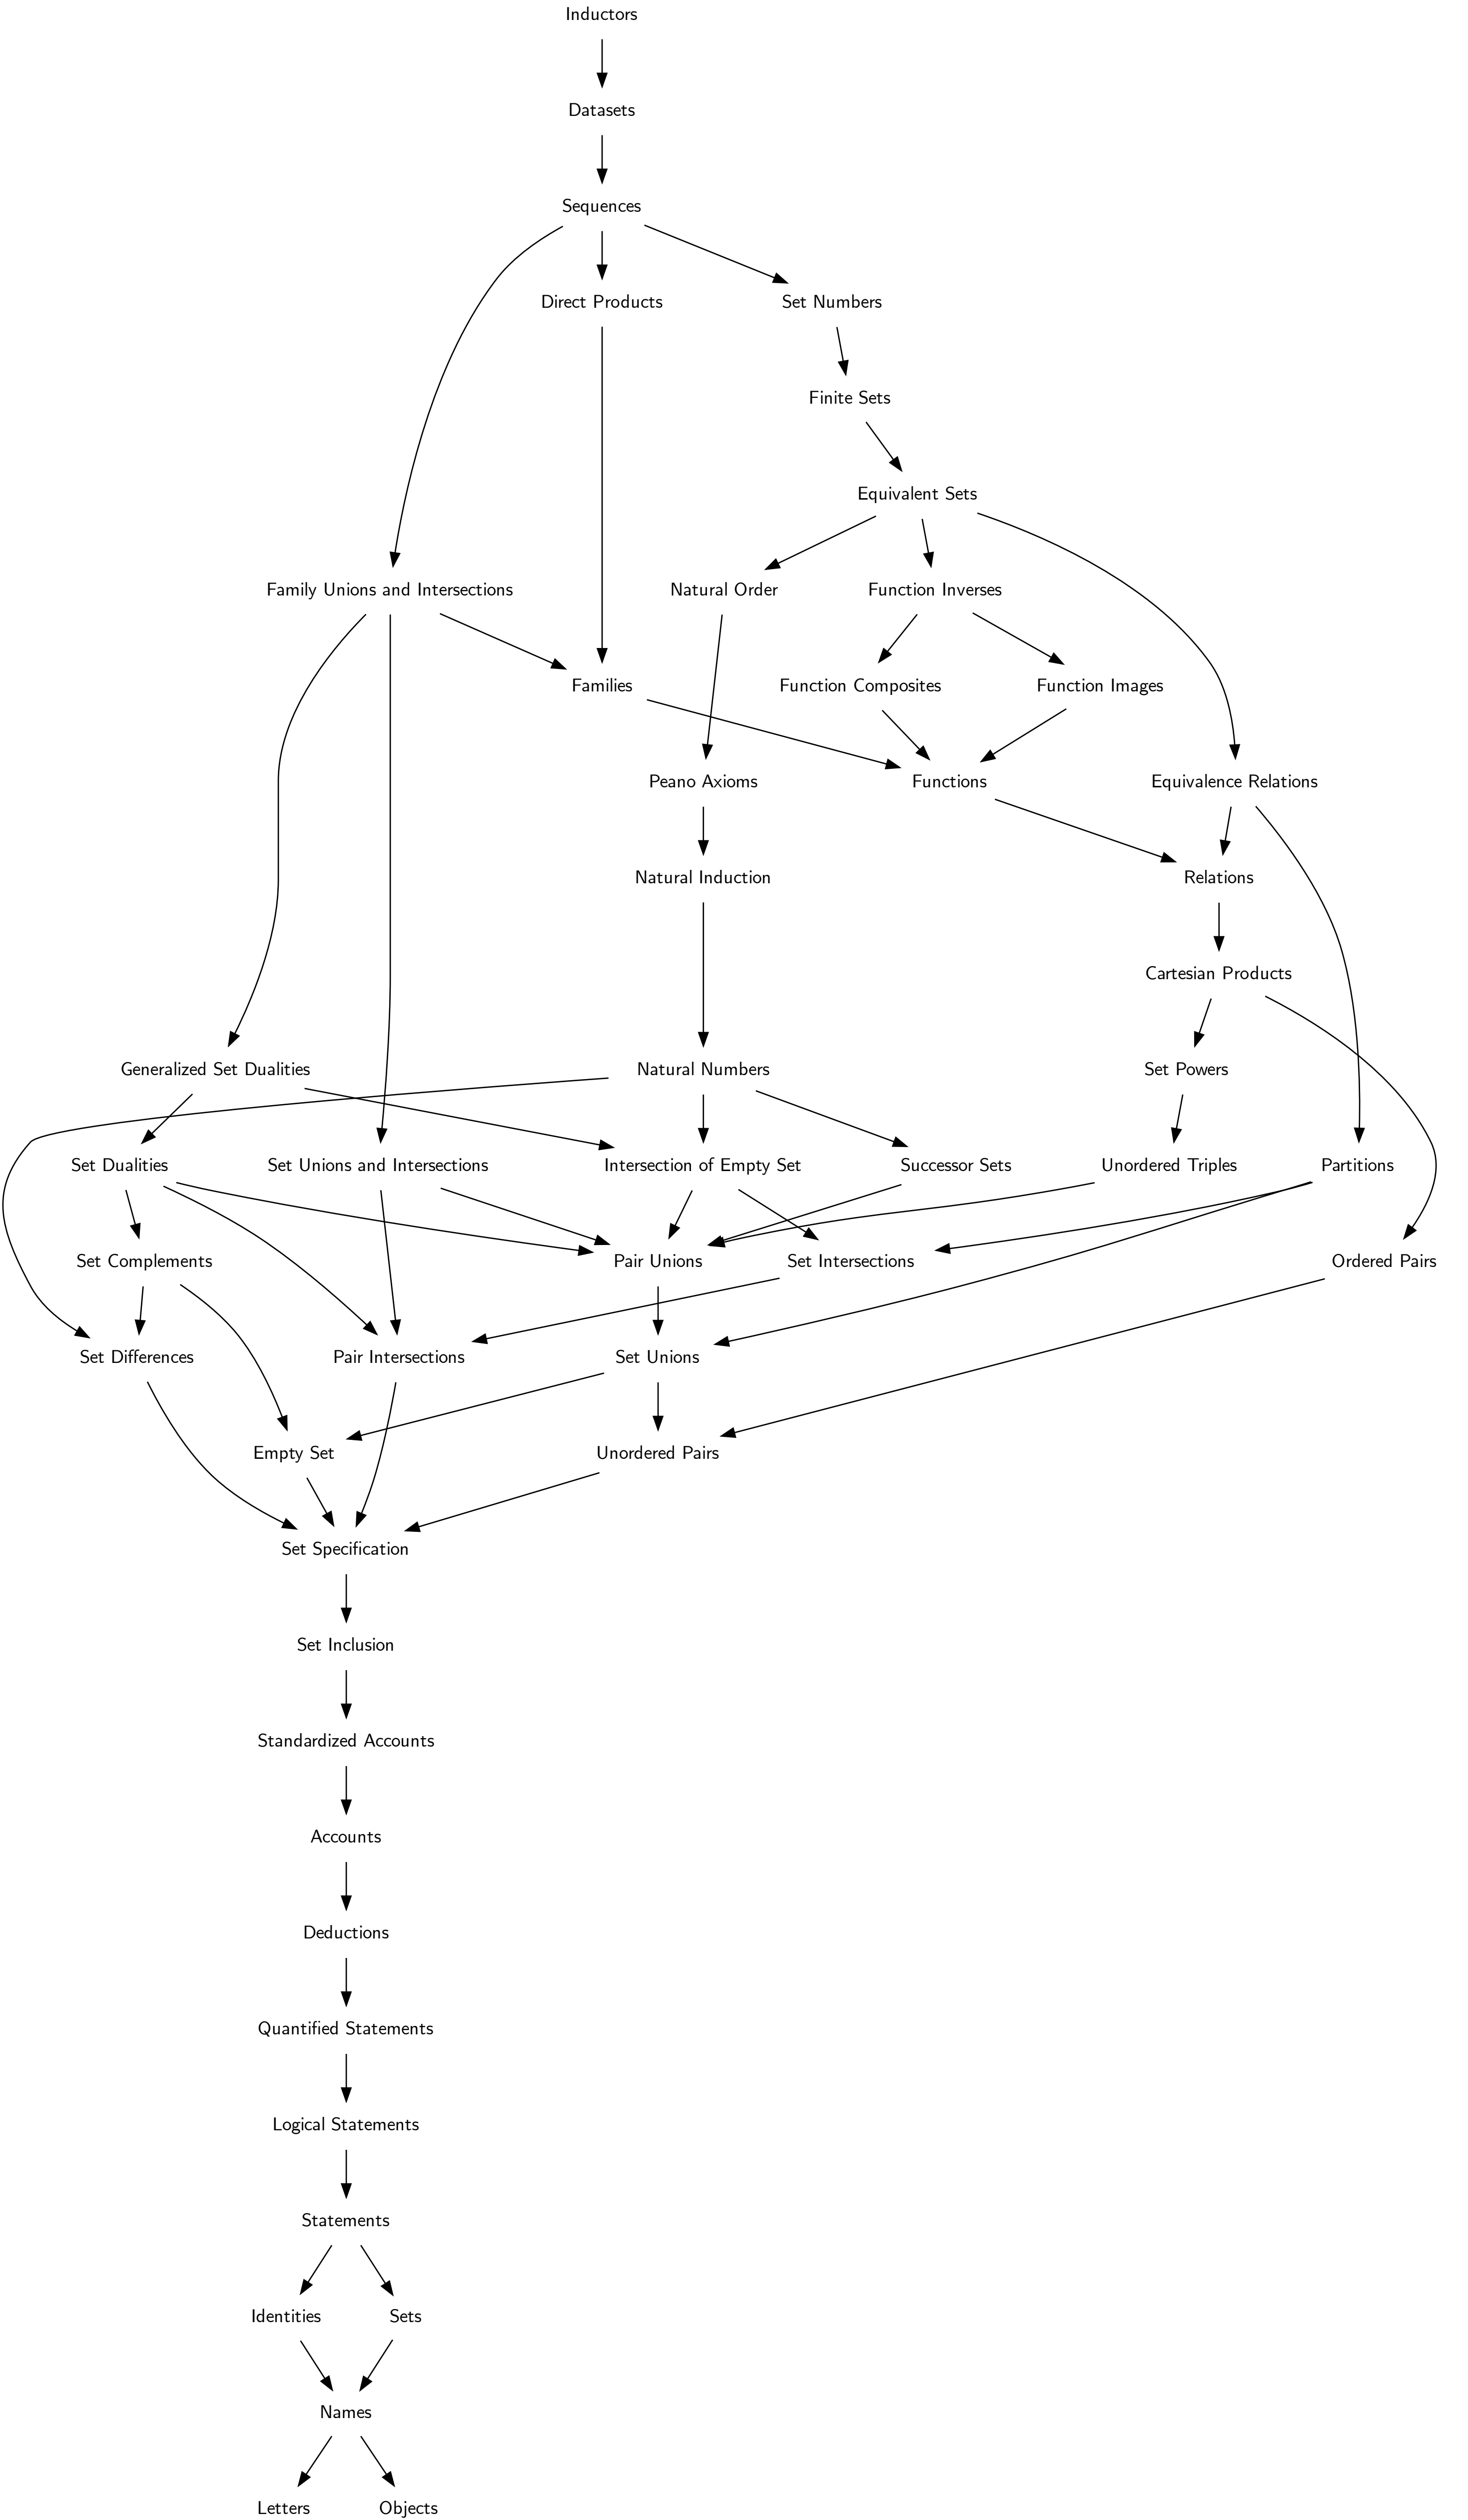 Inductors
Datasets
Sequences
Direct Products
Set Numbers
Finite Sets
Equivalent Sets
Family Unions and Intersections
Natural Order
Function Inverses
Families
Function Composites
Function Images
Peano Axioms
Functions
Equivalence Relations
Natural Induction
Relations
Cartesian Products
Generalized Set Dualities
Natural Numbers
Set Powers
Set Dualities
Set Unions and Intersections
Intersection of Empty Set
Successor Sets
Unordered Triples
Partitions
Set Complements
Pair Unions
Set Intersections
Ordered Pairs
Set Differences
Pair Intersections
Set Unions
Empty Set
Unordered Pairs
Set Specification
Set Inclusion
Standardized Accounts
Accounts
Deductions
Quantified Statements
Logical Statements
Statements
Identities
Sets
Names
Letters
Objects